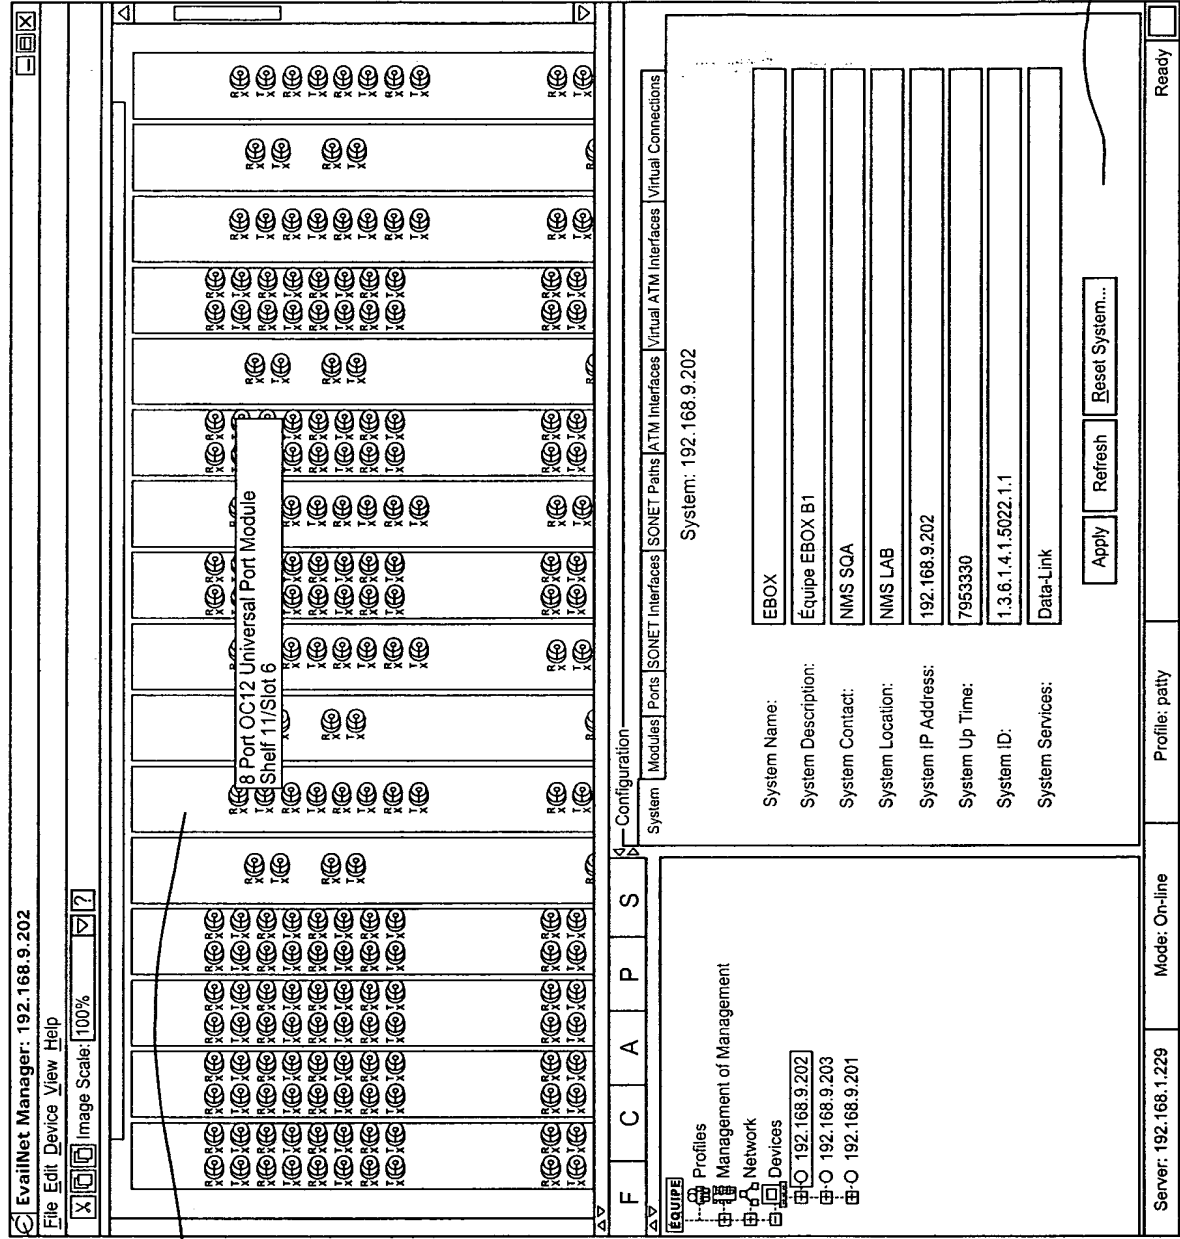 EvailNet Manager: 192.168.9.202
File Edit Device View Help
Image Scale: 100%
?
8 Port OC12 Universal Port Module
Shelf 11/Slot 6
F C A P S
ÉQUIPE
Profiles
Management of Management
Network
Devices
192.168.9.202
192.168.9.203
192.168.9.201
Configuration
System Modules Ports SONET Interfaces SONET Paths ATM Interfaces Virtual ATM Interfaces Virtual Connections
System: 192.168.9.202
System Name: EBOX
System Description: Équipe EBOX B1
System Contact: NMS SQA
System Location: NMS LAB
System IP Address: 192.168.9.202
System Up Time: 7953330
System ID: 1.3.6.1.4.1.5022.1.1
System Services: Data-Link
Apply Refresh Reset System...
Server: 192.168.1.229 Mode: On-line Profile: patty Ready